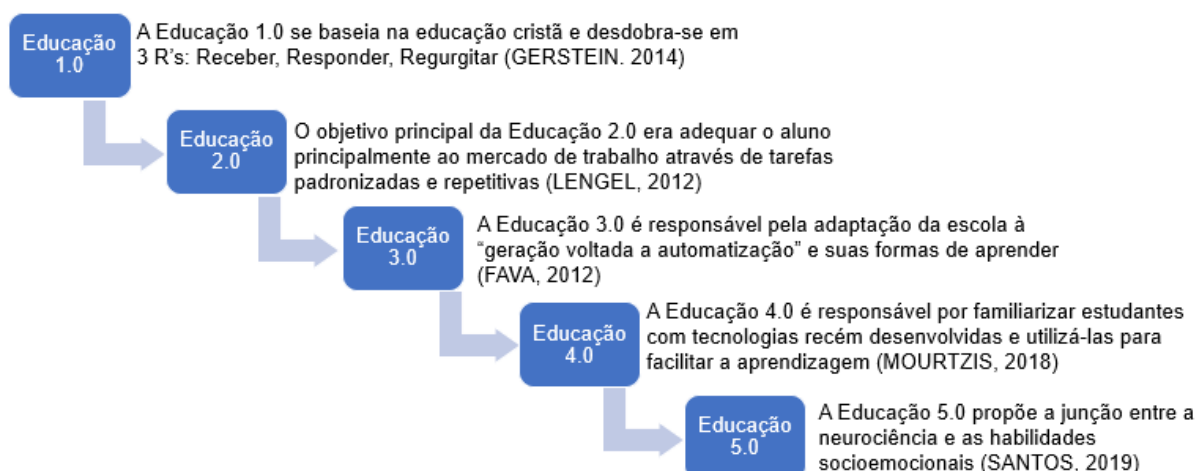 Educação
1.0
A Educação 1.0 se baseia na educação cristã e desdobra-se em
3 R's: Receber, Responder, Regurgitar (GERSTEIN. 2014)
Educação
2.0
O objetivo principal da Educação 2.0 era adequar o aluno
principalmente ao mercado de trabalho através de tarefas
padronizadas e repetitivas (LENGEL, 2012)
Educação
3.0
A Educação 3.0 é responsável pela adaptação da escola à
“geração voltada a automatização” e suas formas de aprender
(FAVA, 2012)
Educação
4.0
A Educação 4.0 é responsável por familiarizar estudantes
com tecnologias recém desenvolvidas e utilizá-las para
facilitar a aprendizagem (MOURTZIS, 2018)
Educação
5.0
A Educação 5.0 propõe a junção entre a
neurociência e as habilidades
socioemocionais (SANTOS, 2019)